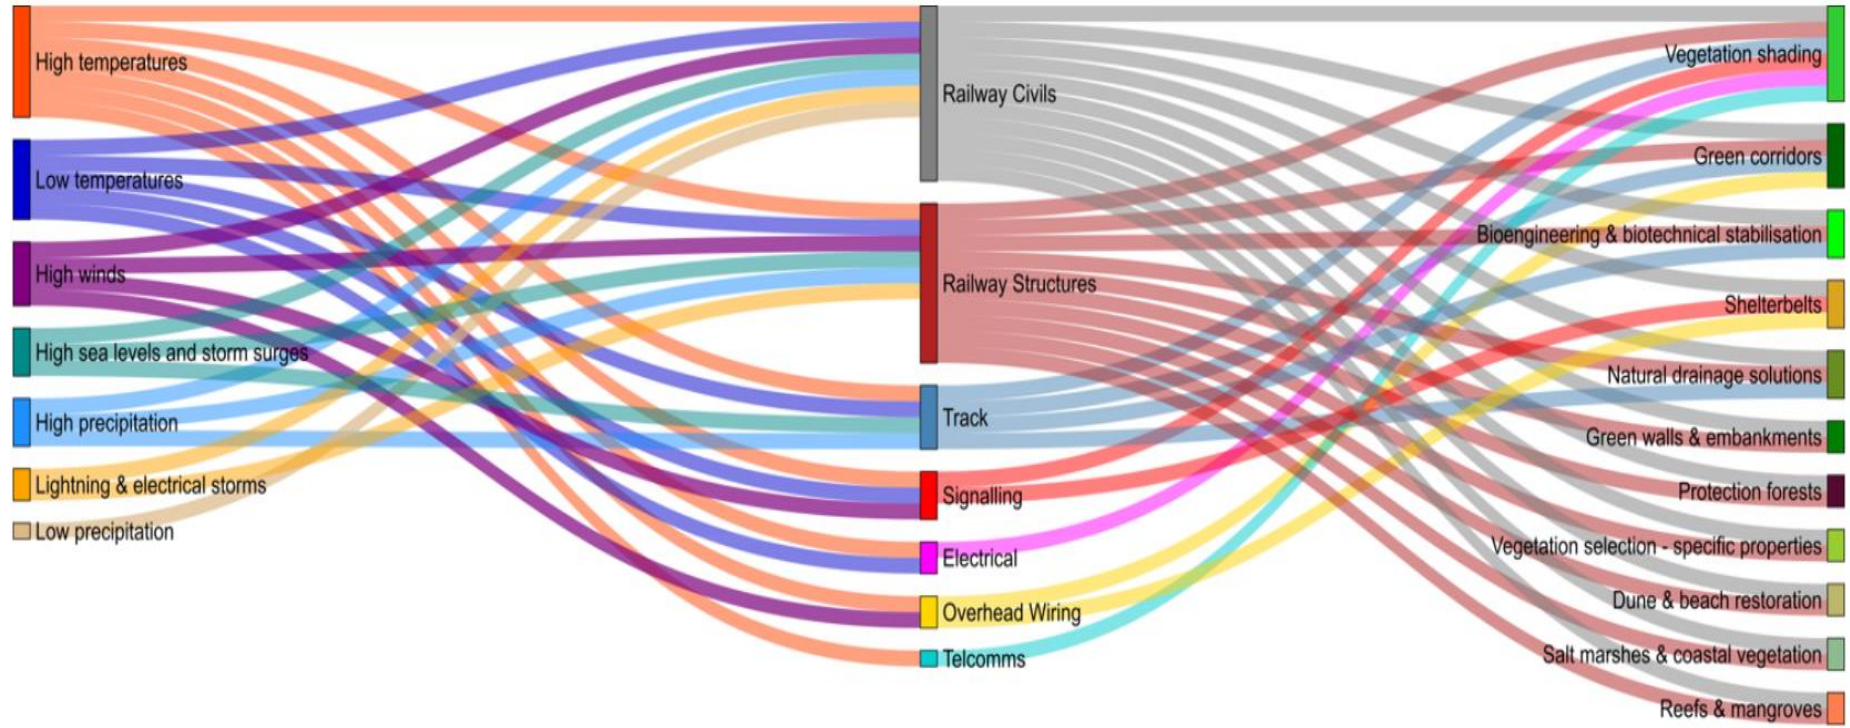 High temperatures
Low temperatures
High winds
High sea levels and storm surges
High precipitation
Lightning & electrical storms
Low precipitation
Railway Civils
Railway Structures
Track
Signalling
Electrical
Overhead Wiring
Telcomms
Vegetation shading
Green corridors
Bioengineering & biotechnical stabilisation
Shelterbelts
Natural drainage solutions
Green walls & embankments
Protection forests
Vegetation selection - specific properties
Dune & beach restoration
Salt marshes & coastal vegetation
Reefs & mangroves